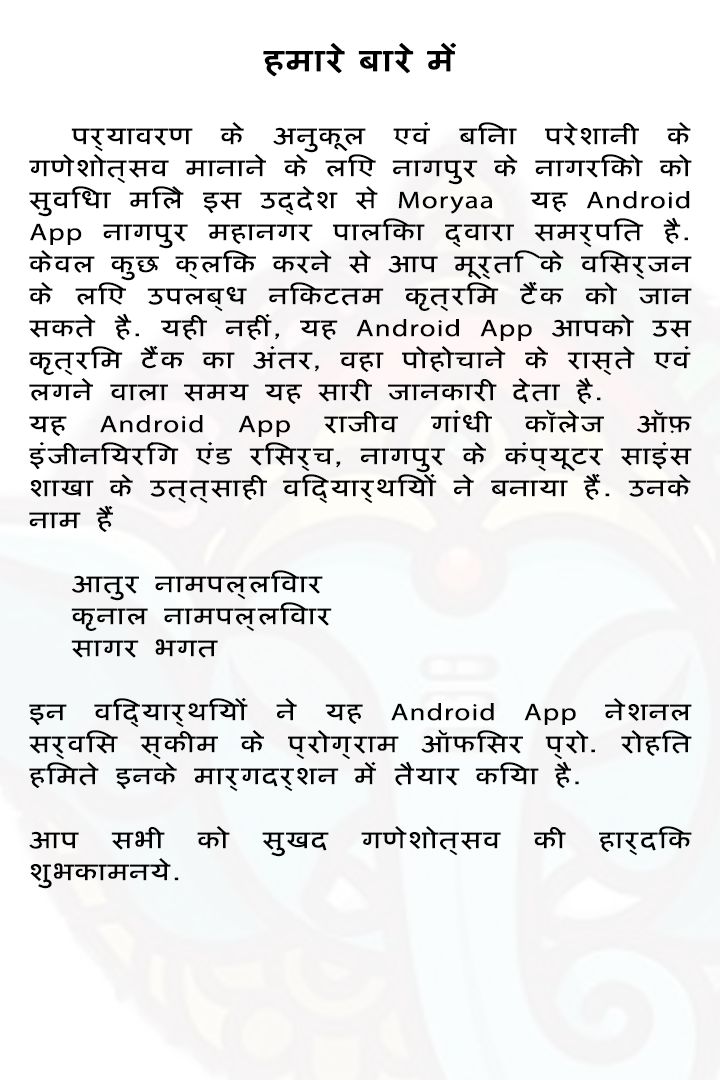 हमारे बारे में
पर्यावरण के अनुकूल एवं बिना परेशानी के
गणेशोत्सव मानाने के लिए नागपुर के नागरिको को
सुविधा मिले इस उद्देश से Moryaa यह Android
App नागपुर महानगर पालिका द्वारा समर्पित है.
केवल कुछ क्लिक करने से आप मूर्ति के विसर्जन
के लिए उपलब्ध निकटतम कृत्रिम टैंक को जान
सकते है. यही नहीं, यह Android App आपको उस
कृत्रिम टैंक का अंतर, वहा पोहोचाने के रास्ते एवं
लगने वाला समय यह सारी जानकारी देता है.
यह Android App राजीव गांधी कॉलेज ऑफ़
इंजीनियिरिग एंड रिसर्च, नागपुर के कंप्यूटर साइंस
शाखा के उत्त्साही विद्यार्थियों ने बनाया हैं. उनके
नाम हैं
आतुर नामपल्लिवार
कृनाल नामपल्लिवार
सागर भगत
इन विद्यार्थियों ने यह Android App नेशनल
सर्विस स्कीम के प्रोग्राम ऑफिसर प्रो. रोहित
हिमते इनके मार्गदर्शन में तैयार किया है.
आप सभी को सुखद गणेशोत्सव की हार्दिक
शुभकामनये.